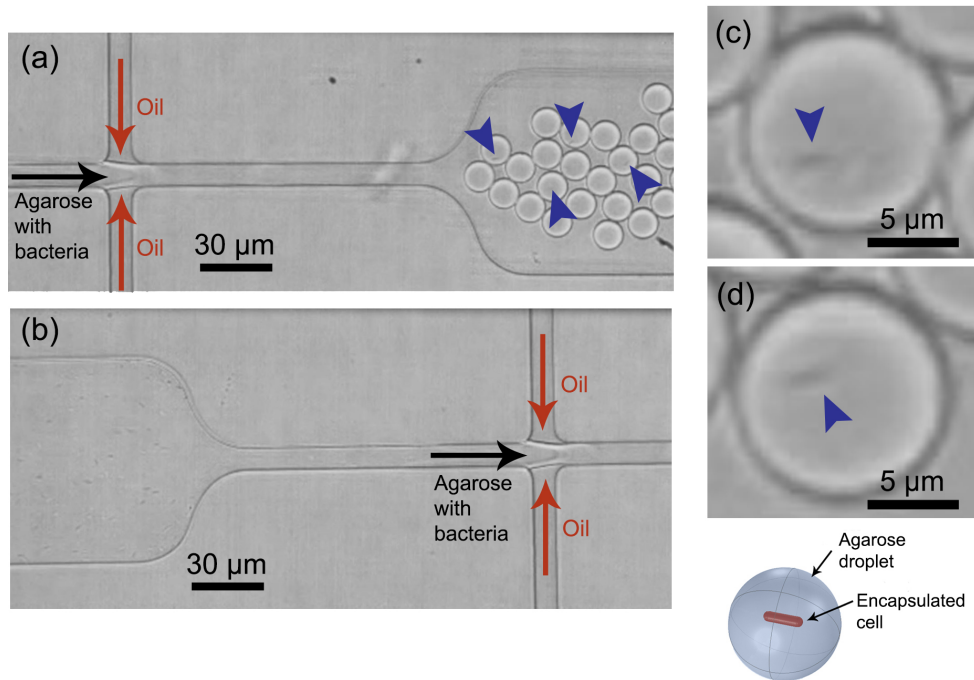 (a)
Oil
Agarose
with
bacteria
Oil
30 μm
(b)
Oil
Agarose
with
bacteria
Oil
30 μm
(c)
5 μm
(d)
5 μm
Agarose
droplet
Encapsulated
cell